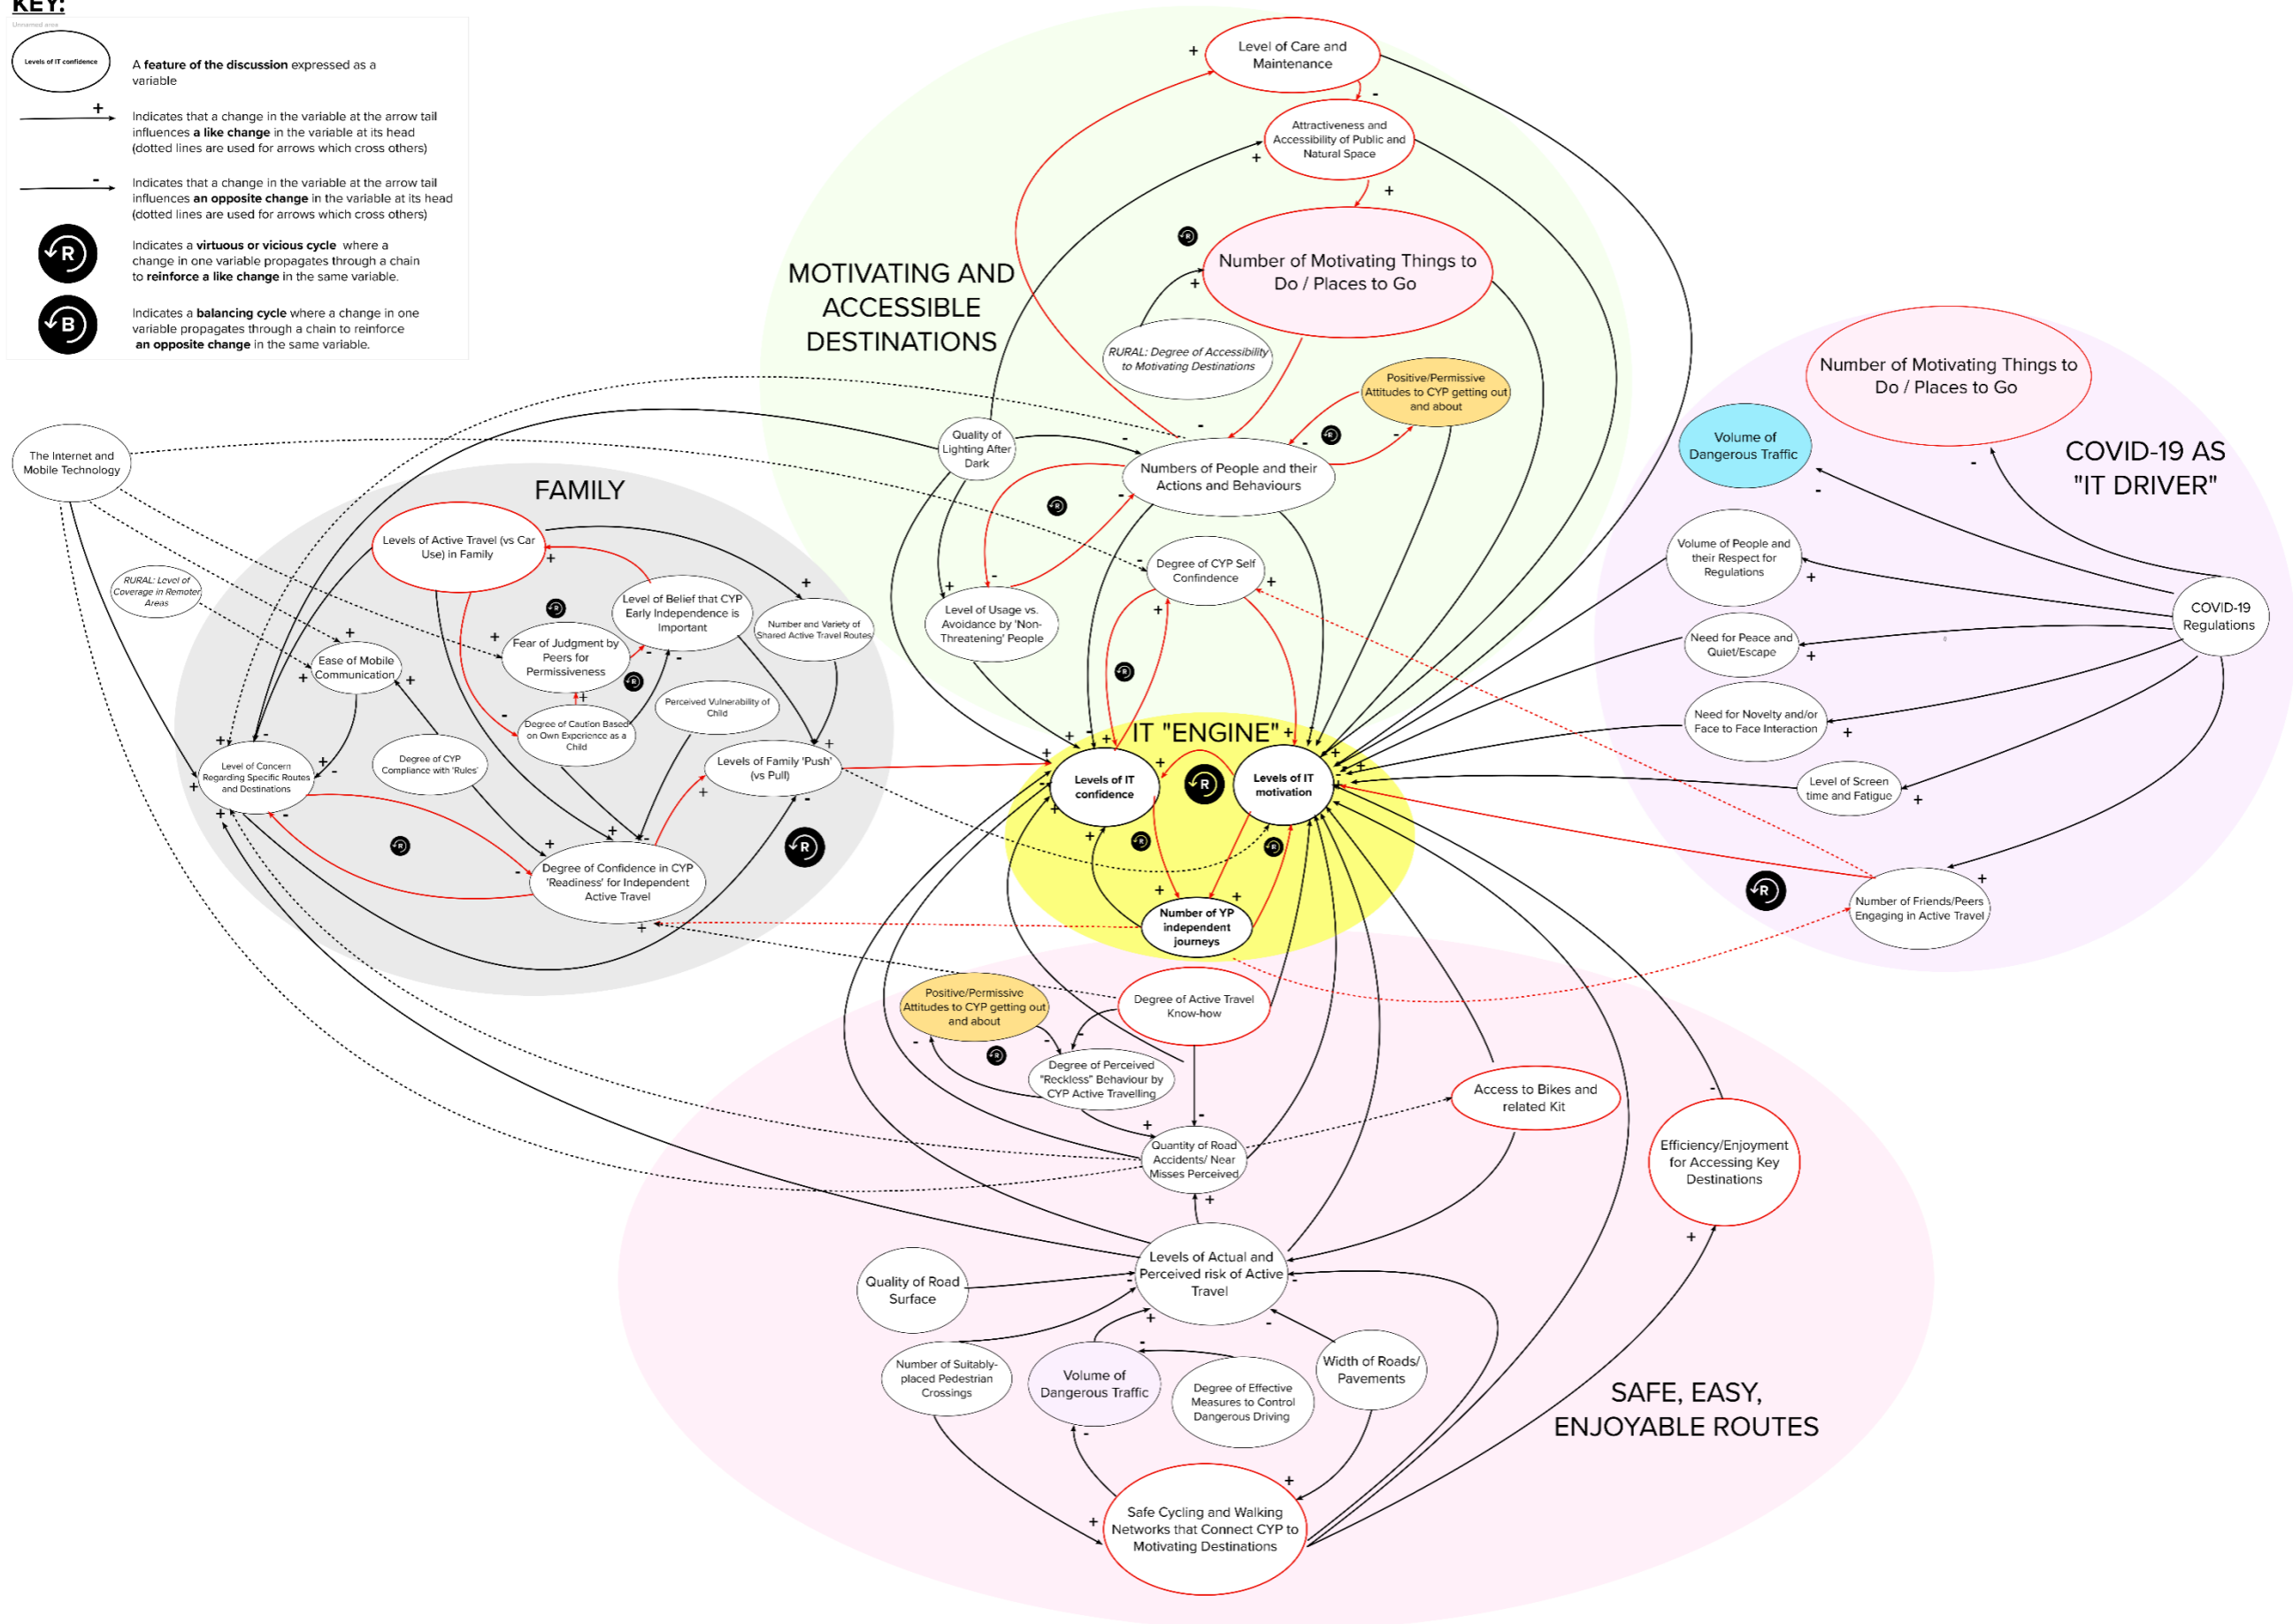 KEY:
Unnamed area
Levels of IT confidence
A feature of the discussion expressed as a
variable
+
Indicates that a change in the variable at the arrow tail
influences a like change in the variable at its head
(dotted lines are used for arrows which cross others)
-
Indicates that a change in the variable at the arrow tail
influences an opposite change in the variable at its head
(dotted lines are used for arrows which cross others)
R
Indicates a virtuous or vicious cycle where a
change in one variable propagates through a chain
to reinforce a like change in the same variable.
B
Indicates a balancing cycle where a change in one
variable propagates through a chain to reinforce
an opposite change in the same variable.
MOTIVATING AND
ACCESSIBLE
DESTINATIONS
Level of Care and
Maintenance
Attractiveness and
Accessibility of Public and
Natural Space
Number of Motivating Things to
Do / Places to Go
RURAL: Degree of Accessibility
to Motivating Destinations
Positive/Permissive
Attitudes to CYP getting out
and about
Quality of
Lighting After
Dark
Numbers of People and their
Actions and Behaviours
Degree of CYP Self
Confindence
Level of Usage vs.
Avoidance by 'Non-
Threatening' People
COVID-19 AS
"IT DRIVER"
Number of Motivating Things to
Do / Places to Go
Volume of
Dangerous Traffic
Volume of People and
their Respect for
Regulations
Need for Peace and
Quiet/Escape
Need for Novelty and/or
Face to Face Interaction
Level of Screen
time and Fatigue
COVID-19
Regulations
Number of Friends/Peers
Engaging in Active Travel
The Internet and
Mobile Technology
FAMILY
Levels of Active Travel (vs Car
Use) in Family
RURAL: Level of
Coverage in Remoter
Areas
Level of Belief that CYP
Early Independence is
Important
Number and Variety of
Shared Active Travel Routes
Fear of Judgment by
Peers for
Permissiveness
Ease of Mobile
Communication
Perceived Vulnerability of
Child
Degree of Caution Based
on Own Experience as a
Child
Degree of CYP
Compliance with 'Rules'
Level of Concern
Regarding Specific Routes
and Destinations
Levels of Family 'Push'
(vs Pull)
Degree of Confidence in CYP
'Readiness' for Independent
Active Travel
IT "ENGINE"
Levels of IT
confidence
R
Levels of IT
motivation
Number of YP
independent
journeys
SAFE, EASY,
ENJOYABLE ROUTES
Positive/Permissive
Attitudes to CYP getting out
and about
Degree of Active Travel
Know-how
Degree of Perceived
"Reckless" Behaviour by
CYP Active Travelling
Access to Bikes and
related Kit
Quantity of Road
Accidents/ Near
Misses Perceived
Efficiency/Enjoyment
for Accessing Key
Destinations
Levels of Actual and
Perceived risk of Active
Travel
Quality of Road
Surface
Number of Suitably-
placed Pedestrian
Crossings
Volume of
Dangerous Traffic
Degree of Effective
Measures to Control
Dangerous Driving
Width of Roads/
Pavements
Safe Cycling and Walking
Networks that Connect CYP to
Motivating Destinations